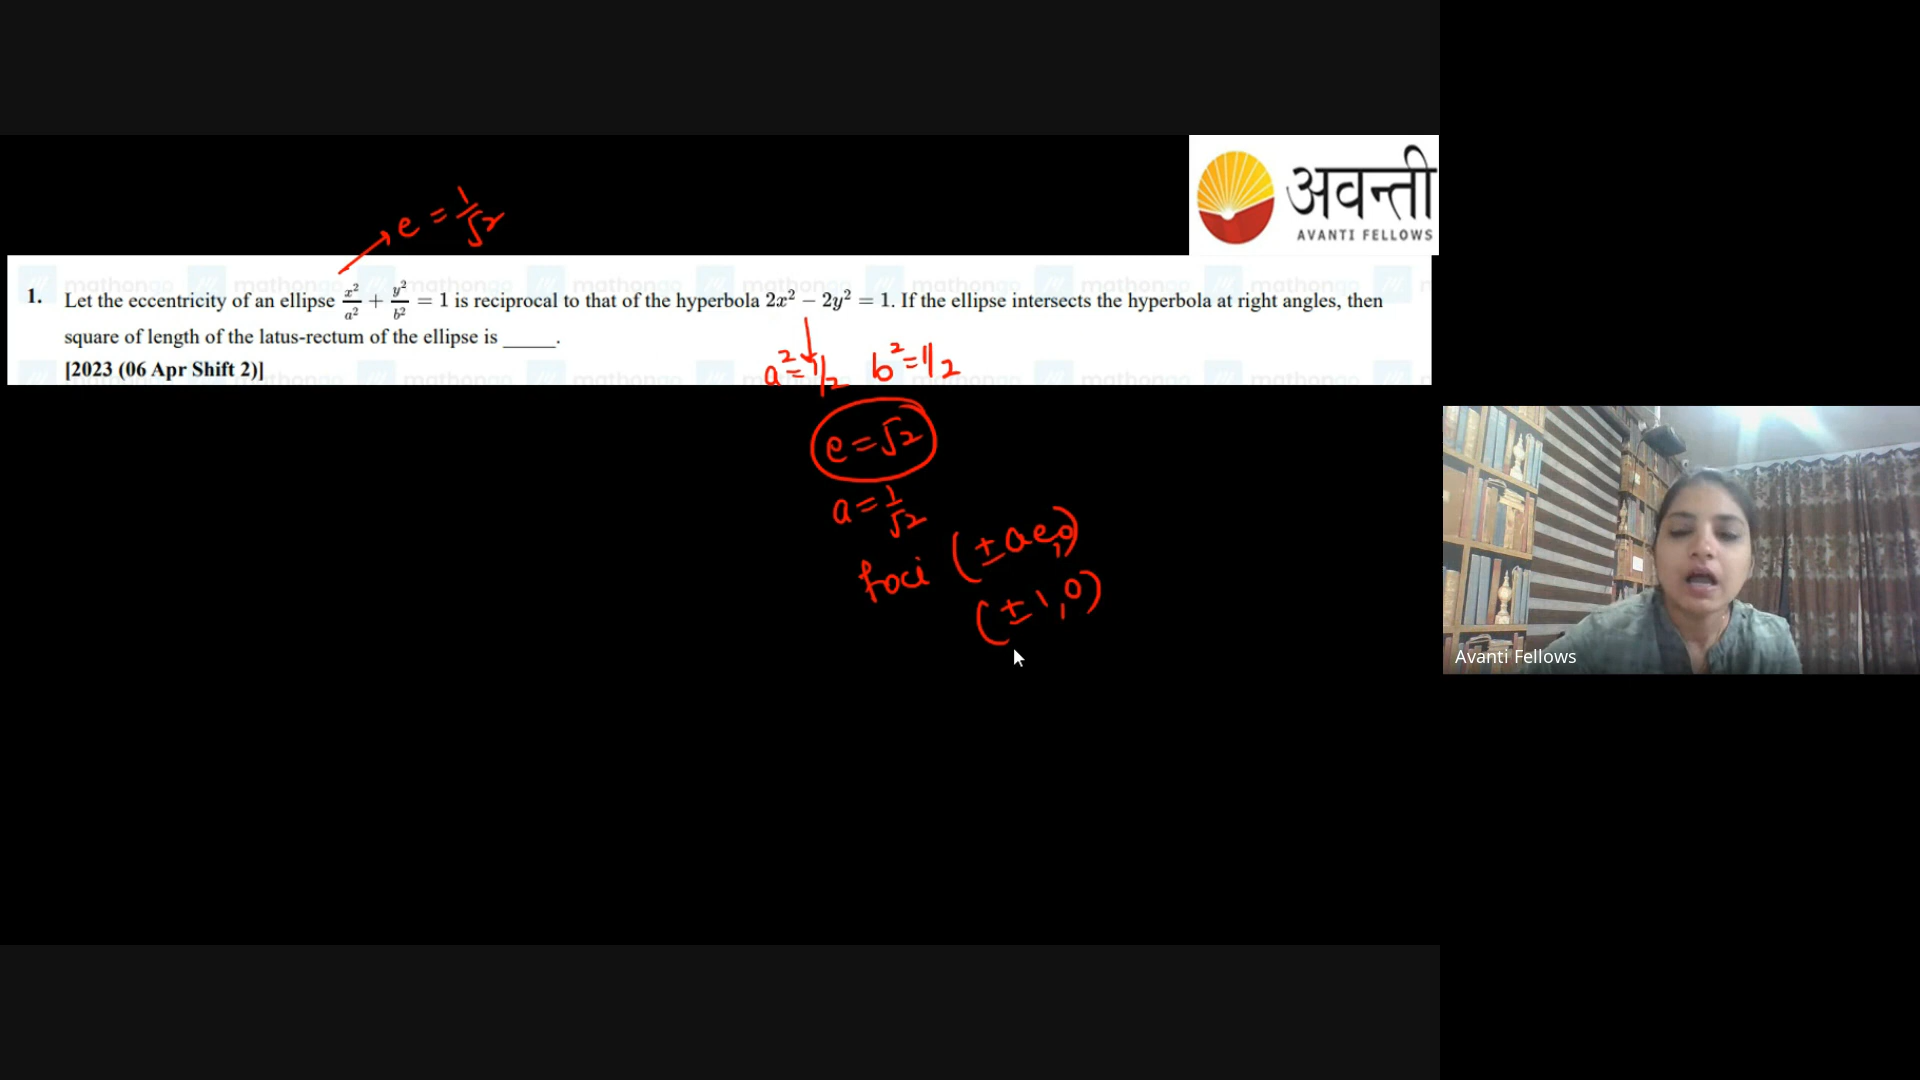 अवन्ती
AVANTI FELLOWS
e = 1/√2
1. Let the eccentricity of an ellipse x²/a² + y²/b² = 1 is reciprocal to that of the hyperbola 2x² − 2y² = 1. If the ellipse intersects the hyperbola at right angles, then
square of length of the latus-rectum of the ellipse is _____.
[2023 (06 Apr Shift 2)]
a² = 1/2 b² = 1/2
e = √2
a = 1/√2
foci (±ae, 0)
(±1, 0)
Avanti Fellows
mathongo